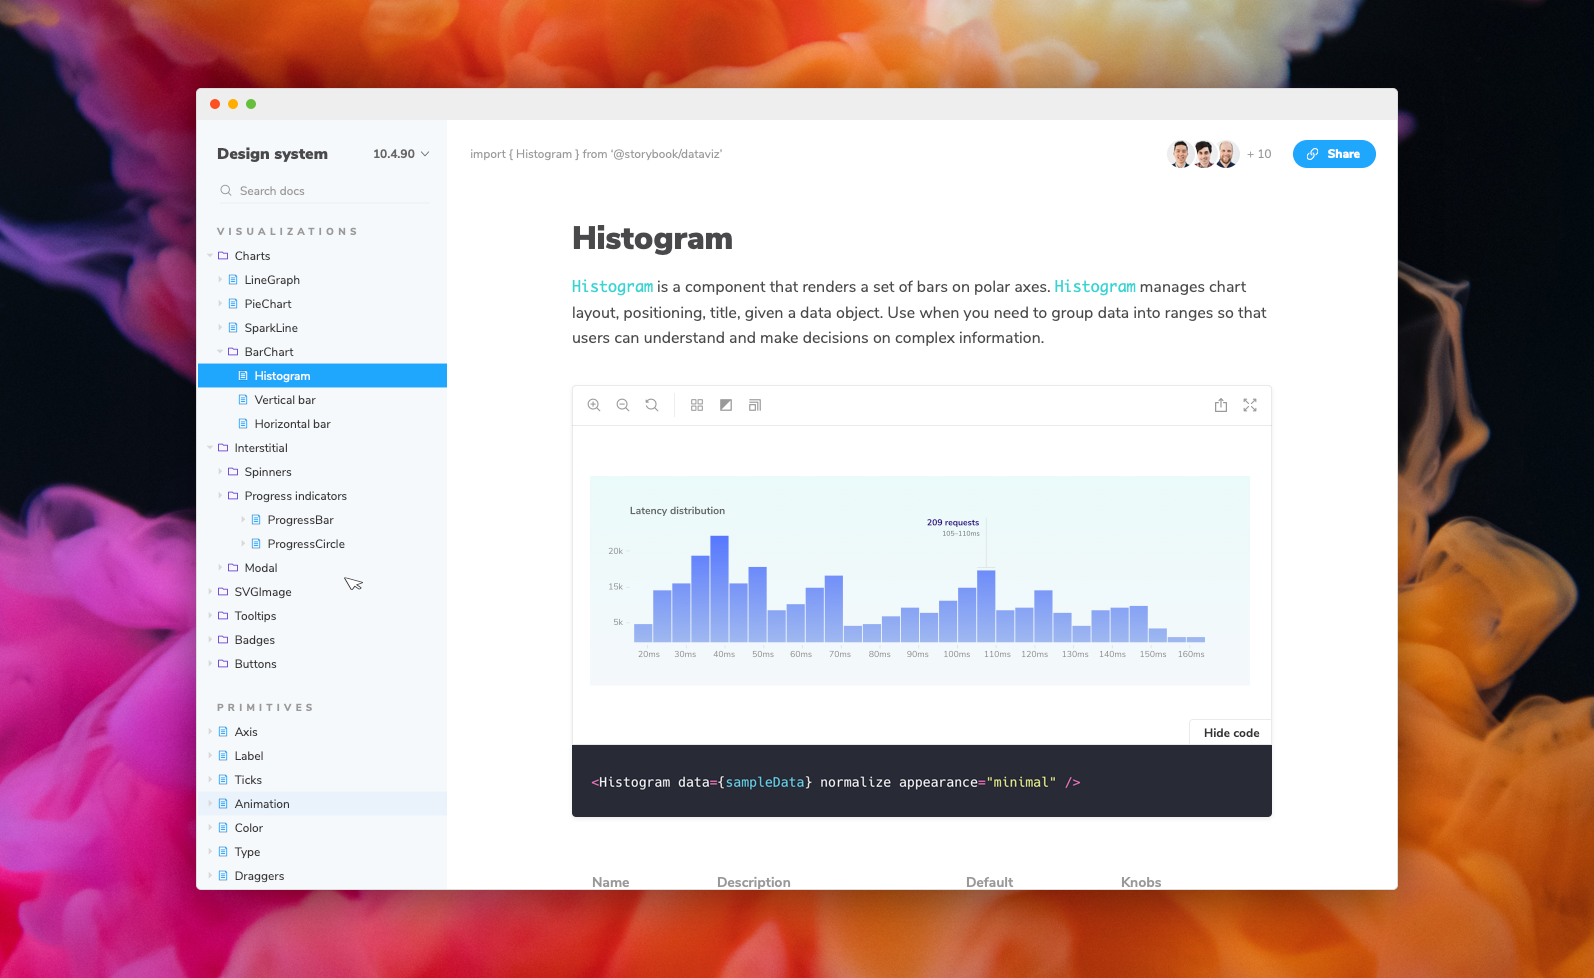 Design system
10.4.90
Search docs
VISUALIZATIONS
Charts
LineGraph
PieChart
SparkLine
BarChart
Histogram
Vertical bar
Horizontal bar
Interstitial
Spinners
Progress indicators
ProgressBar
ProgressCircle
Modal
SVGImage
Tooltips
Badges
Buttons
PRIMITIVES
Axis
Label
Ticks
Animation
Color
Type
Draggers
import { Histogram } from ‘@storybook/dataviz’
+ 10
Share
Histogram
Histogram is a component that renders a set of bars on polar axes. Histogram manages chart
layout, positioning, title, given a data object. Use when you need to group data into ranges so that
users can understand and make decisions on complex information.
Latency distribution
209 requests
105–110ms
20k
15k
5k
20ms 30ms 40ms 50ms 60ms 70ms 80ms 90ms 100ms 110ms 120ms 130ms 140ms 150ms 160ms
Hide code
<Histogram data={sampleData} normalize appearance="minimal" />
Name Description Default Knobs